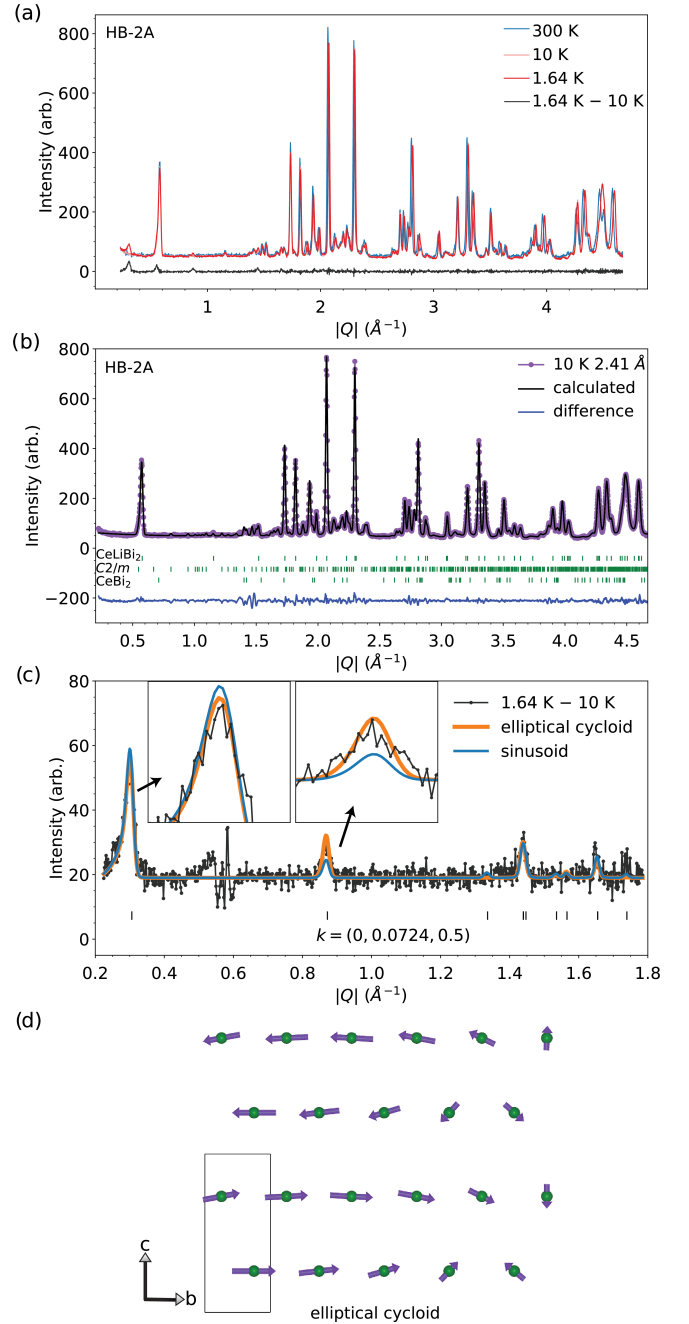 (a)
HB-2A
300 K
10 K
1.64 K
1.64 K − 10 K
Intensity (arb.)
800
600
400
200
0
1 2 3 4
|Q| (Å⁻¹)
(b)
HB-2A
10 K 2.41 Å
calculated
difference
Intensity (arb.)
800
600
400
200
0
CeLiBi₂
C2/m
CeBi₂
−200
0.5 1.0 1.5 2.0 2.5 3.0 3.5 4.0 4.5
|Q| (Å⁻¹)
(c)
1.64 K − 10 K
elliptical cycloid
sinusoid
Intensity (arb.)
80
60
40
20
0
k = (0, 0.0724, 0.5)
0.2 0.4 0.6 0.8 1.0 1.2 1.4 1.6 1.8
|Q| (Å⁻¹)
(d)
c
b
elliptical cycloid